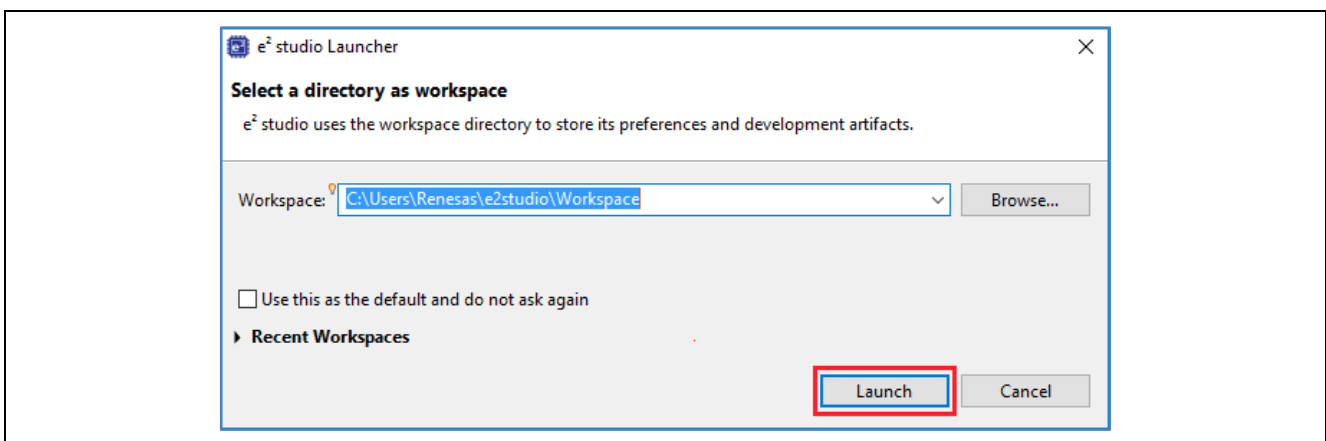 e² studio Launcher
Select a directory as workspace
e² studio uses the workspace directory to store its preferences and development artifacts.
Workspace: C:\Users\Renesas\e2studio\Workspace Browse...
Use this as the default and do not ask again
Recent Workspaces
Launch Cancel